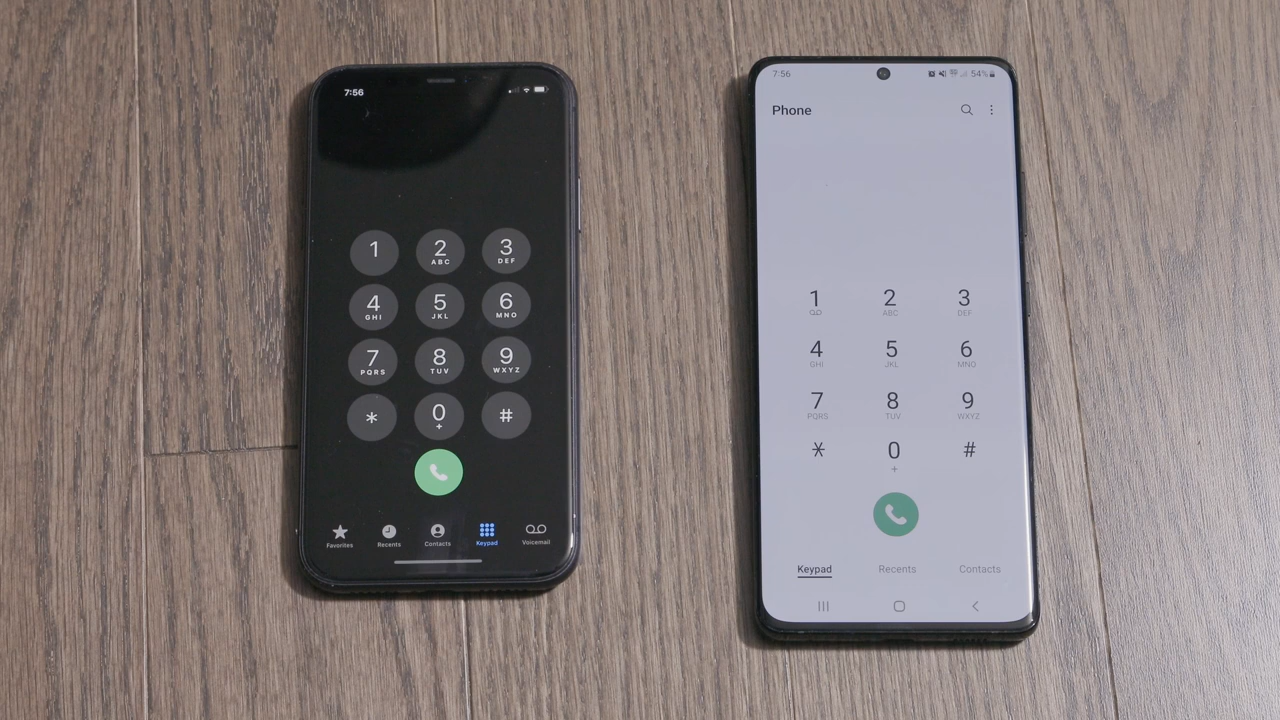 7:56
1
2
ABC
3
DEF
4
GHI
5
JKL
6
MNO
7
PQRS
8
TUV
9
WXYZ
*
0
+
#
Favorites
Recents
Contacts
Keypad
Voicemail
7:56
54%
Phone
1
2
ABC
3
DEF
4
GHI
5
JKL
6
MNO
7
PQRS
8
TUV
9
WXYZ
*
0
+
#
Keypad
Recents
Contacts